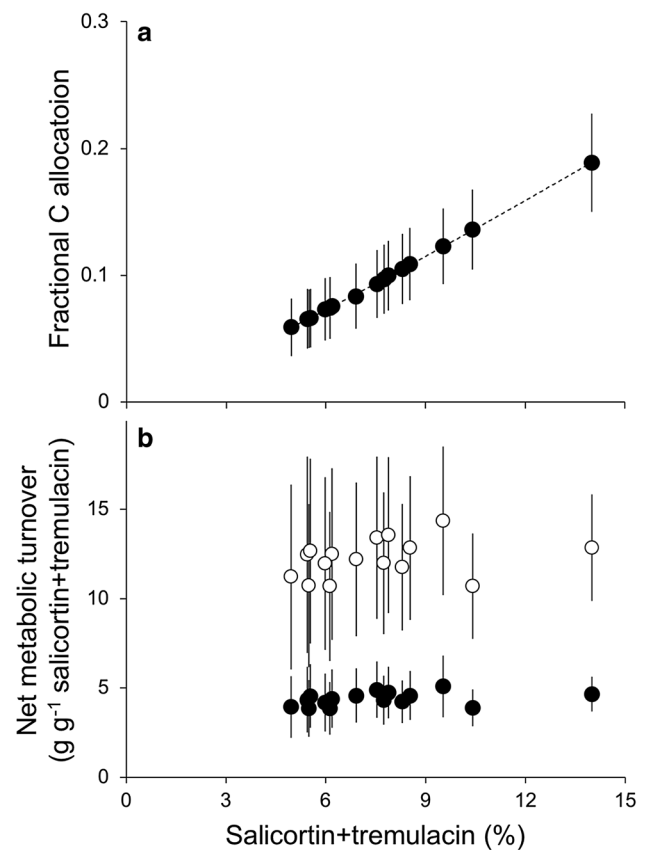 0.3
a
0.2
0.1
0
Fractional C allocatoion
b
15
10
5
0
Net metabolic turnover
(g g⁻¹ salicortin+tremulacin)
0 3 6 9 12 15
Salicortin+tremulacin (%)